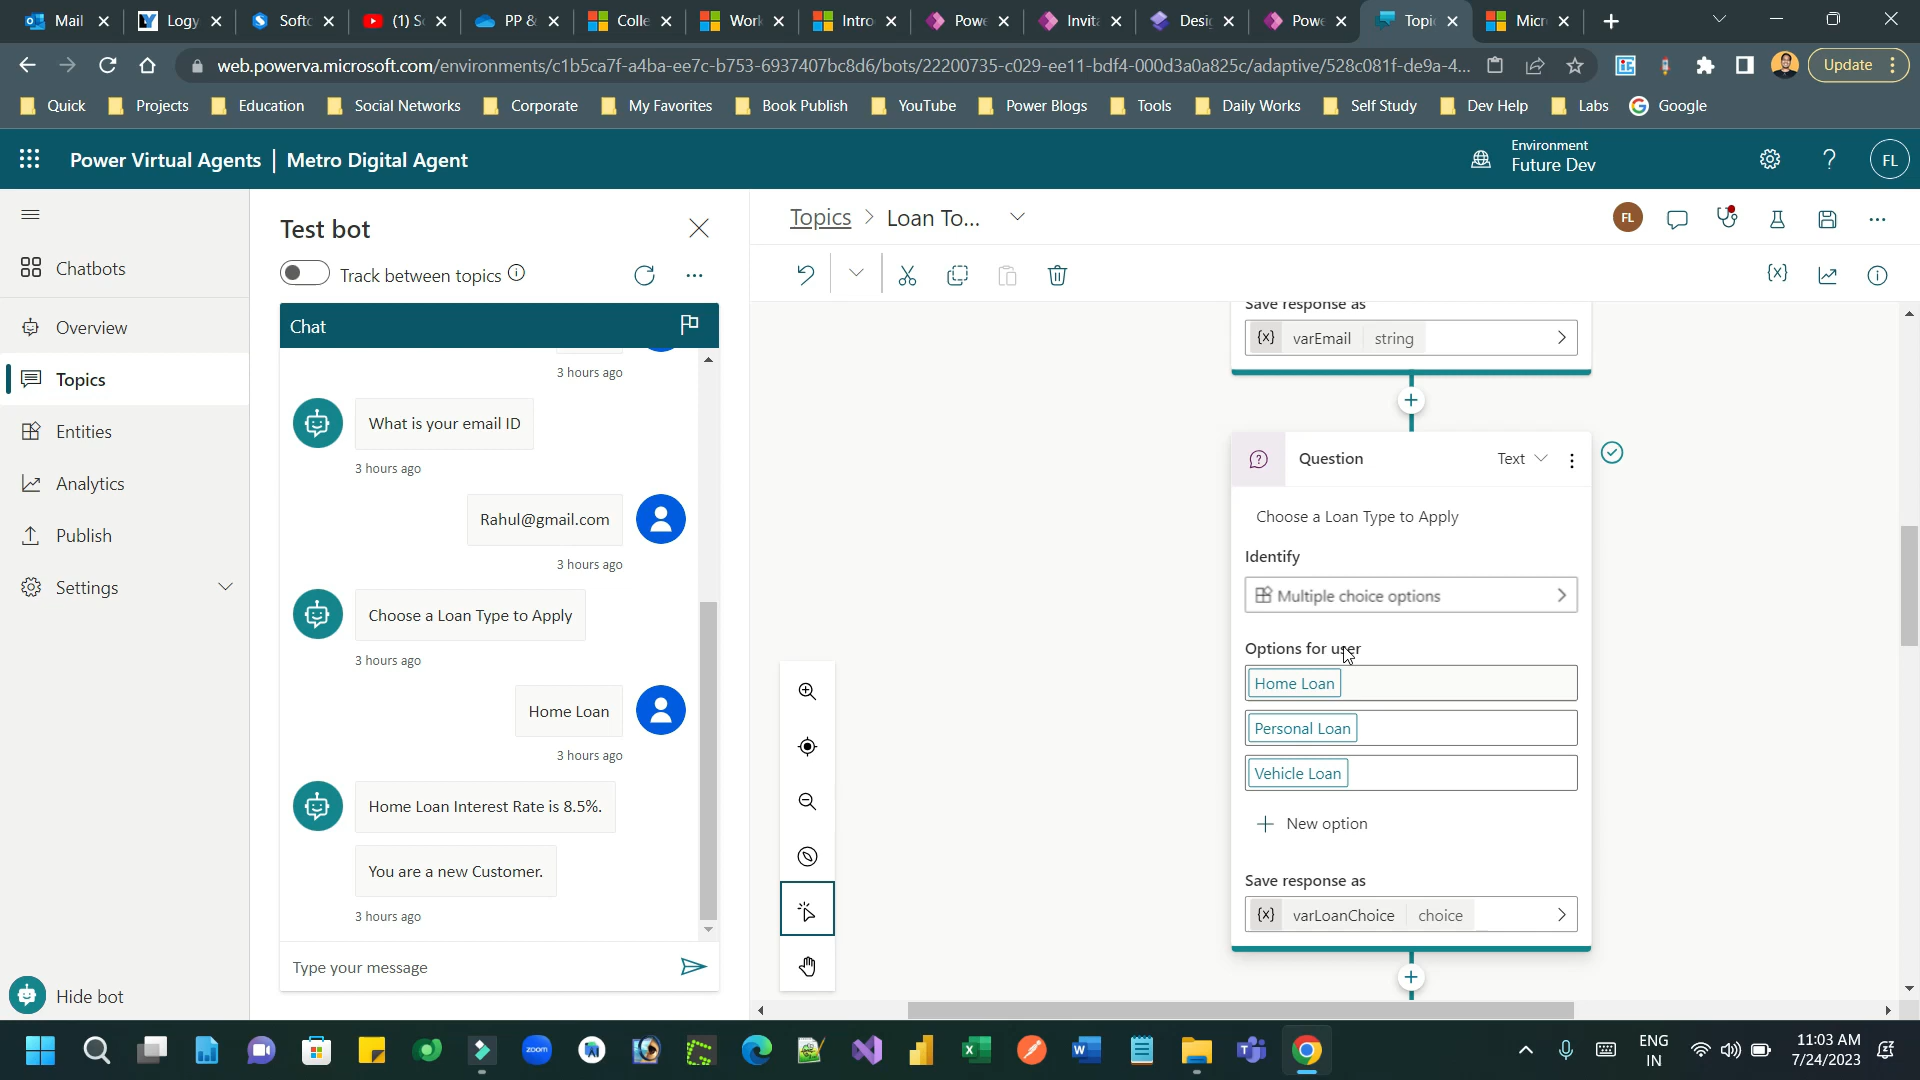 Mail
Logy
Softc
(1) S
PP &
Colle
Work
Intro
Powe
Invita
Desig
Powe
Topic
Micr
web.powerva.microsoft.com/environments/c1b5ca7f-a4ba-ee7c-b753-6937407bc8d6/bots/22200735-c029-ee11-bdf4-000d3a0a825c/adaptive/528c081f-de9a-4...
Update
Quick
Projects
Education
Social Networks
Corporate
My Favorites
Book Publish
YouTube
Power Blogs
Tools
Daily Works
Self Study
Dev Help
Labs
Google
Power Virtual Agents | Metro Digital Agent
Environment
Future Dev
FL
Chatbots
Overview
Topics
Entities
Analytics
Publish
Settings
Hide bot
Test bot
Track between topics
Chat
3 hours ago
What is your email ID
3 hours ago
Rahul@gmail.com
3 hours ago
Choose a Loan Type to Apply
3 hours ago
Home Loan
3 hours ago
Home Loan Interest Rate is 8.5%.
You are a new Customer.
3 hours ago
Type your message
Topics > Loan To...
FL
Save response as
{x} varEmail string
Question
Text
Choose a Loan Type to Apply
Identify
Multiple choice options
Options for user
Home Loan
Personal Loan
Vehicle Loan
New option
Save response as
{x} varLoanChoice choice
zoom
ENG
IN
11:03 AM
7/24/2023